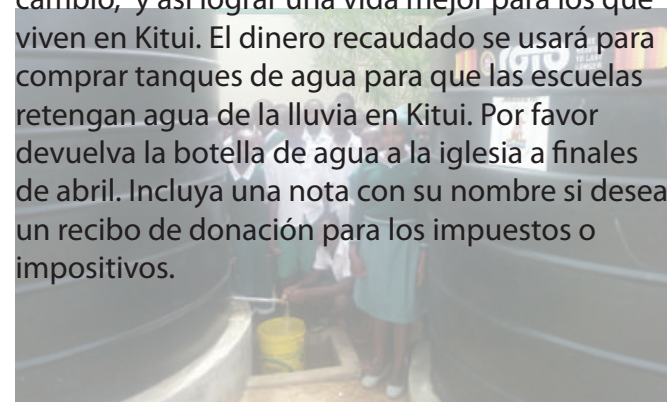 cambio, y así lograr una vida mejor para los que
viven en Kitui. El dinero recaudado se usará para
comprar tanques de agua para que las escuelas
retengan agua de la lluvia en Kitui. Por favor
devuelva la botella de agua a la iglesia a finales
de abril. Incluya una nota con su nombre si desea
un recibo de donación para los impuestos o
impositivos.